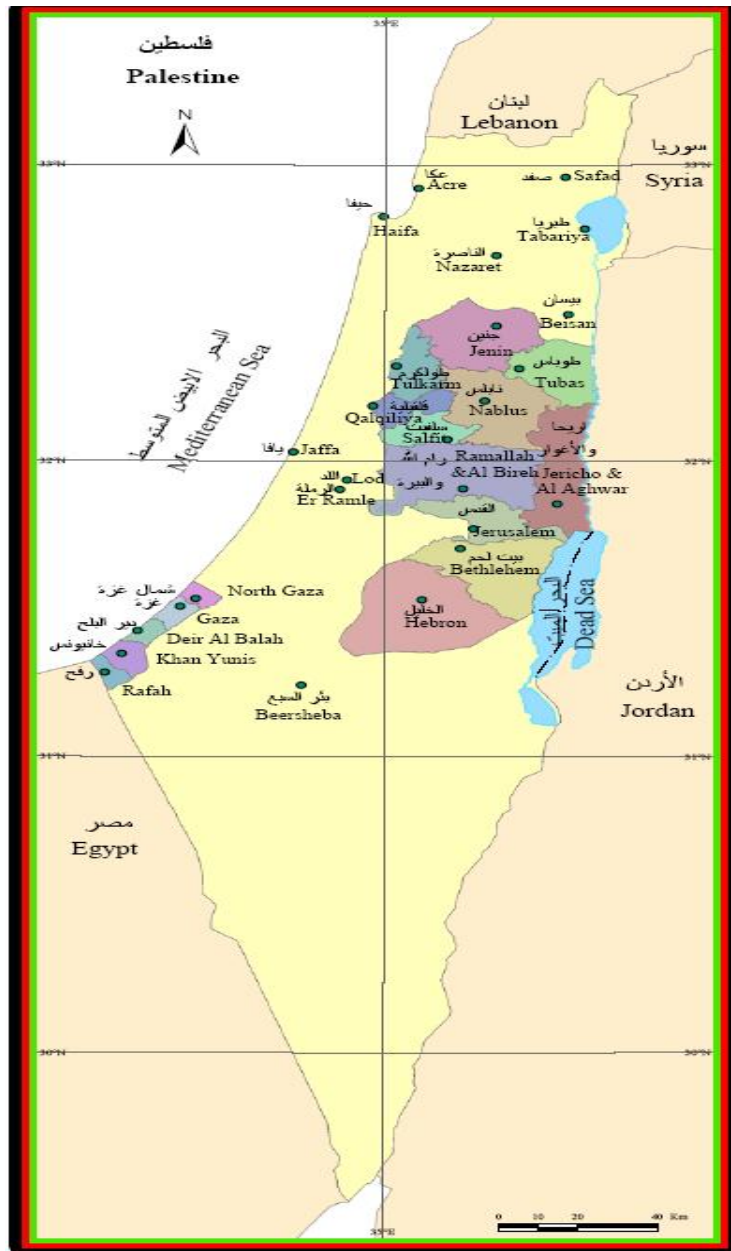 35°E
فلسطين
Palestine
N
لبنان
Lebanon
سوريا
Syria
33°N
33°N
عكا
Acre
صفد Safad
حيفا
Haifa
طبريا
Tabariya
الناصرة
Nazaret
بيسان
Beisan
البحر الابيض المتوسط
Mediterranean Sea
جنين
Jenin
طوباس
Tubas
طولكرم
Tulkarm
نابلس
Nablus
قلقيلية
Qalqiliya
سلفيت
Salfit
اريحا
والأغوار
Jericho &
Al Aghwar
يافا Jaffa
32°N
32°N
رام الله
والبيرة
Ramallah
& Al Bireh
اللد Lod
الرملة
Er Ramle
القدس
Jerusalem
بيت لحم
Bethlehem
البحر الميت
Dead Sea
الخليل
Hebron
شمال غزة
North Gaza
غزة
Gaza
دير البلح
Deir Al Balah
خانيونس
Khan Yunis
رفح
Rafah
بئر السبع
Beersheba
الأردن
Jordan
31°N
31°N
مصر
Egypt
30°N
30°N
0 10 20 40 Km
35°E